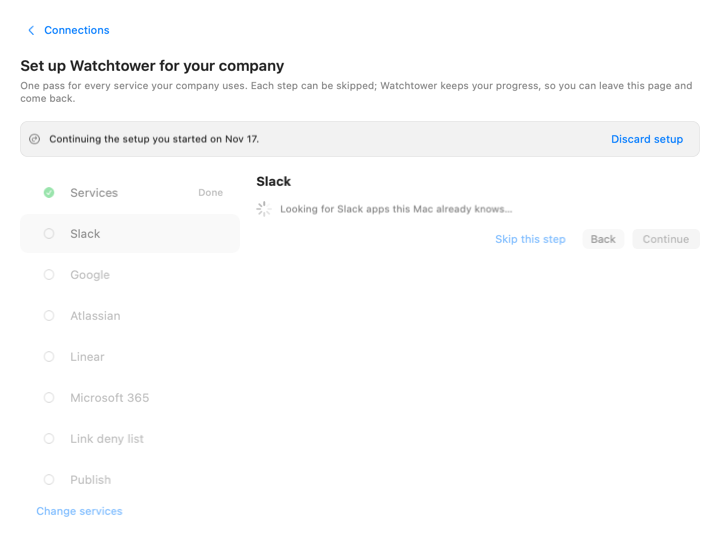 Connections
Set up Watchtower for your company
One pass for every service your company uses. Each step can be skipped; Watchtower keeps your progress, so you can leave this page and
come back.
Continuing the setup you started on Nov 17.
Discard setup
Services
Done
Slack
Google
Atlassian
Linear
Microsoft 365
Link deny list
Publish
Change services
Slack
Looking for Slack apps this Mac already knows...
Skip this step
Back
Continue